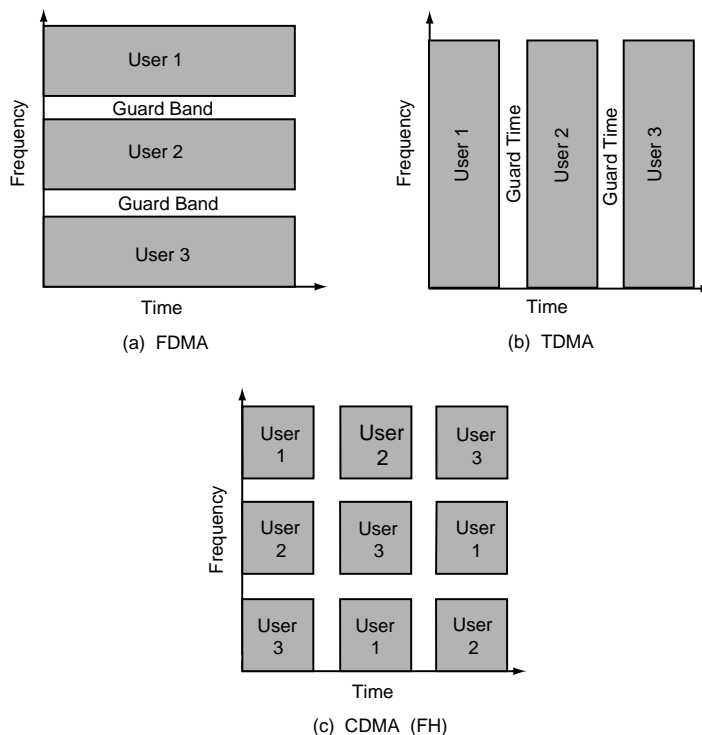 Frequency
User 1
Guard Band
User 2
Guard Band
User 3
Time
(a) FDMA
Frequency
User 1
Guard Time
User 2
Guard Time
User 3
Time
(b) TDMA
Frequency
User
1
User
2
User
3
User
2
User
3
User
1
User
3
User
1
User
2
Time
(c) CDMA (FH)